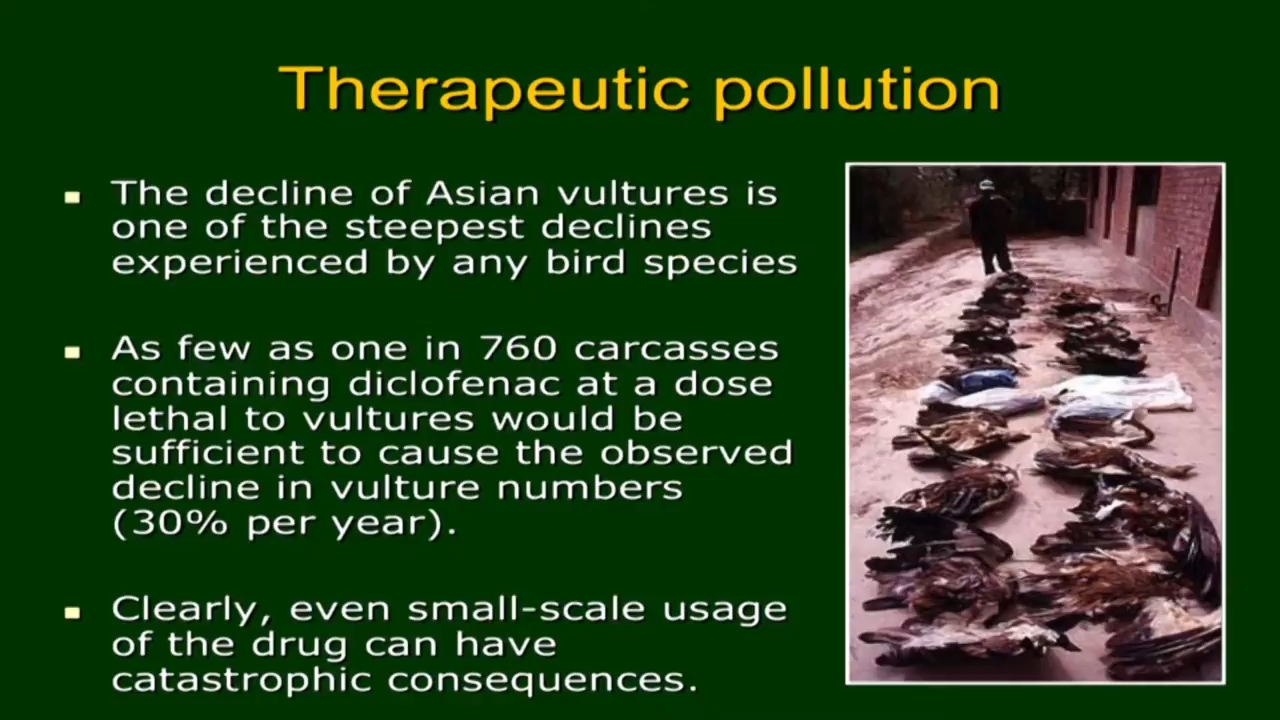 Therapeutic pollution
The decline of Asian vultures is
one of the steepest declines
experienced by any bird species
As few as one in 760 carcasses
containing diclofenac at a dose
lethal to vultures would be
sufficient to cause the observed
decline in vulture numbers
(30% per year).
Clearly, even small-scale usage
of the drug can have
catastrophic consequences.